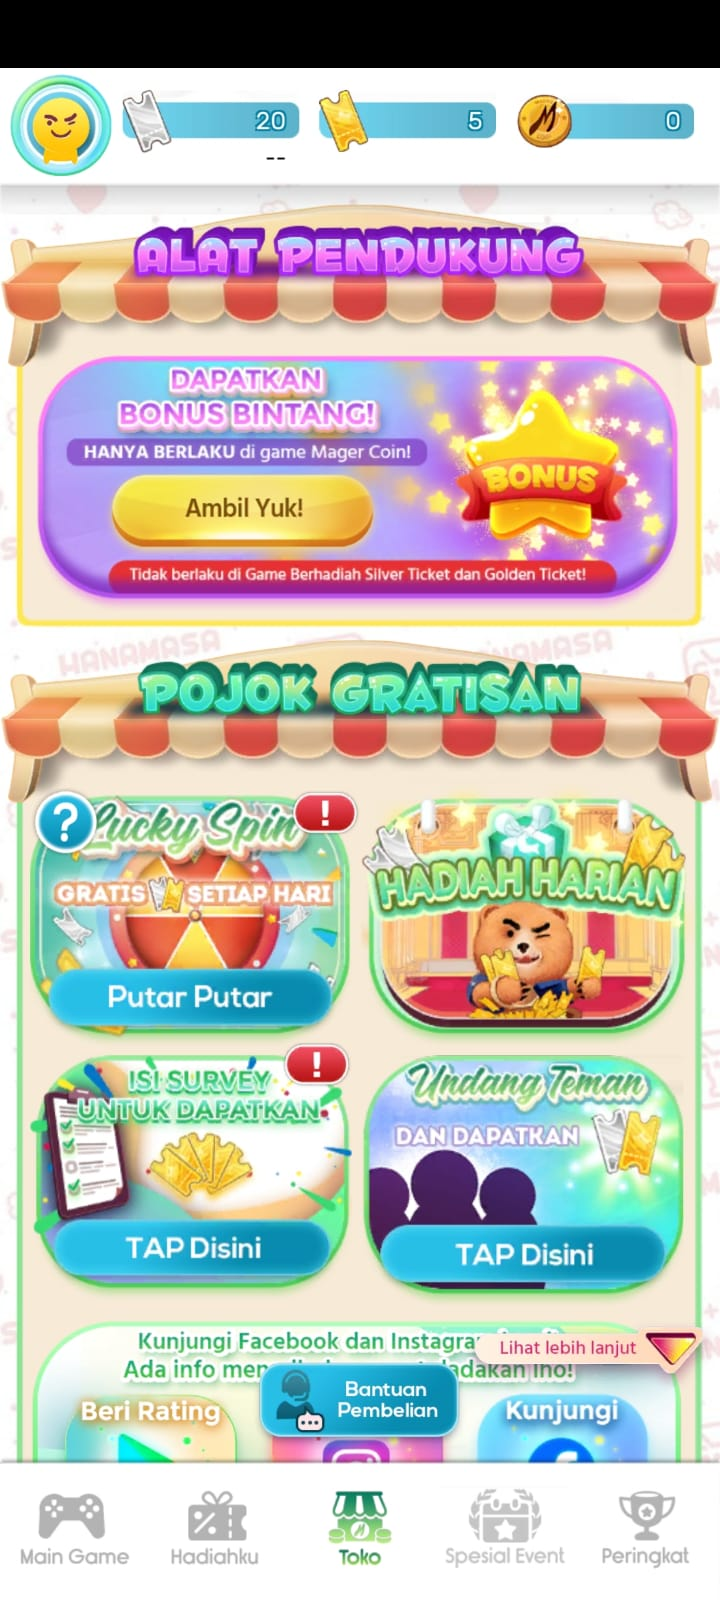 20
5
0
--
ALAT PENDUKUNG
DAPATKAN
BONUS BINTANG!
HANYA BERLAKU di game Mager Coin!
Ambil Yuk!
BONUS
Tidak berlaku di Game Berhadiah Silver Ticket dan Golden Ticket!
HANAMASA
POJOK GRATISAN
?
Lucky Spin
!
GRATIS SETIAP HARI
Putar Putar
HADIAH HARIAN
ISI SURVEY
!
UNTUK DAPATKAN
TAP Disini
Undang Teman
DAN DAPATKAN
TAP Disini
Kunjungi Facebook dan
Ada info
Lihat lebih lanjut
Beri Rating
Bantuan
Pembelian
Kunjungi
Main Game
Hadiahku
Toko
Spesial Event
Peringkat